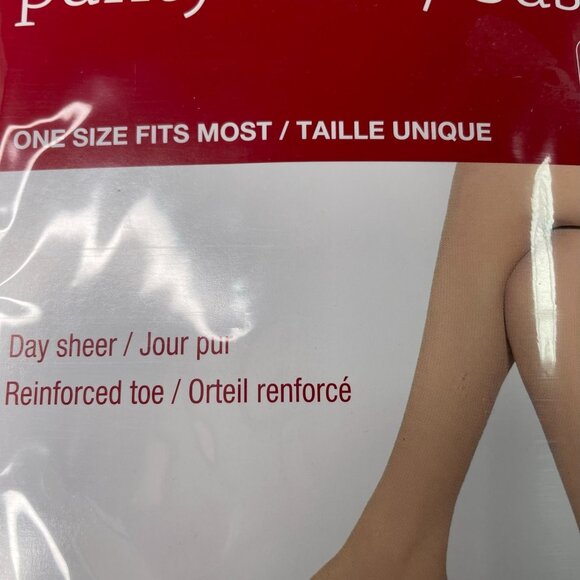 ONE SIZE FITS MOST / TAILLE UNIQUE
Day sheer / Jour pur
Reinforced toe / Orteil renforcé